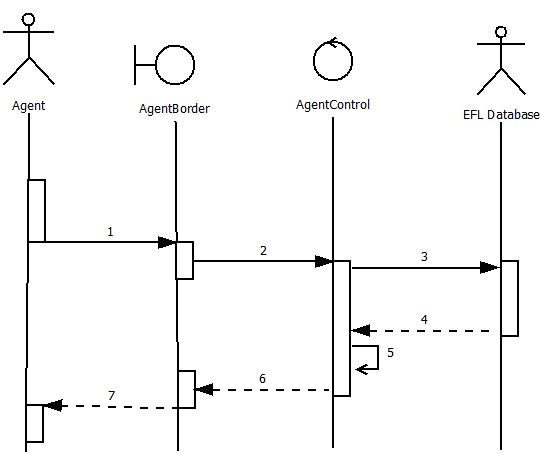 Agent
AgentBorder
AgentControl
EFL Database
1
2
3
4
5
6
7